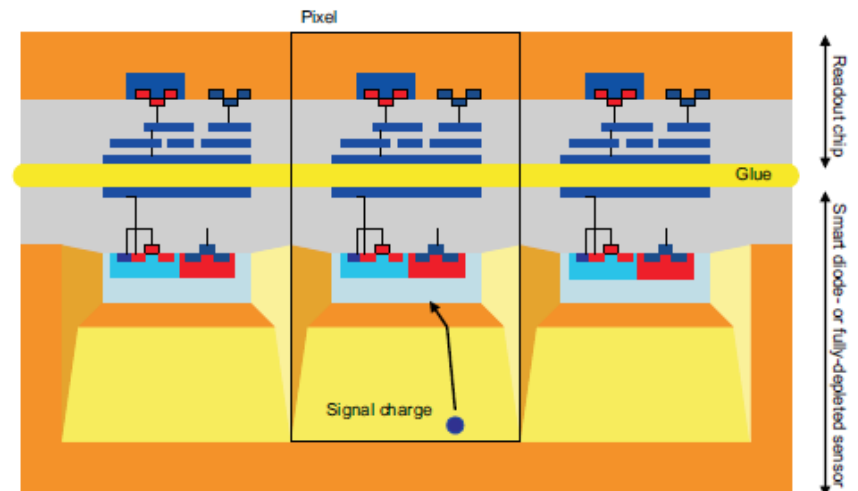 Pixel
Readout chip
Glue
Smart diode- or fully-depleted sensor
Signal charge